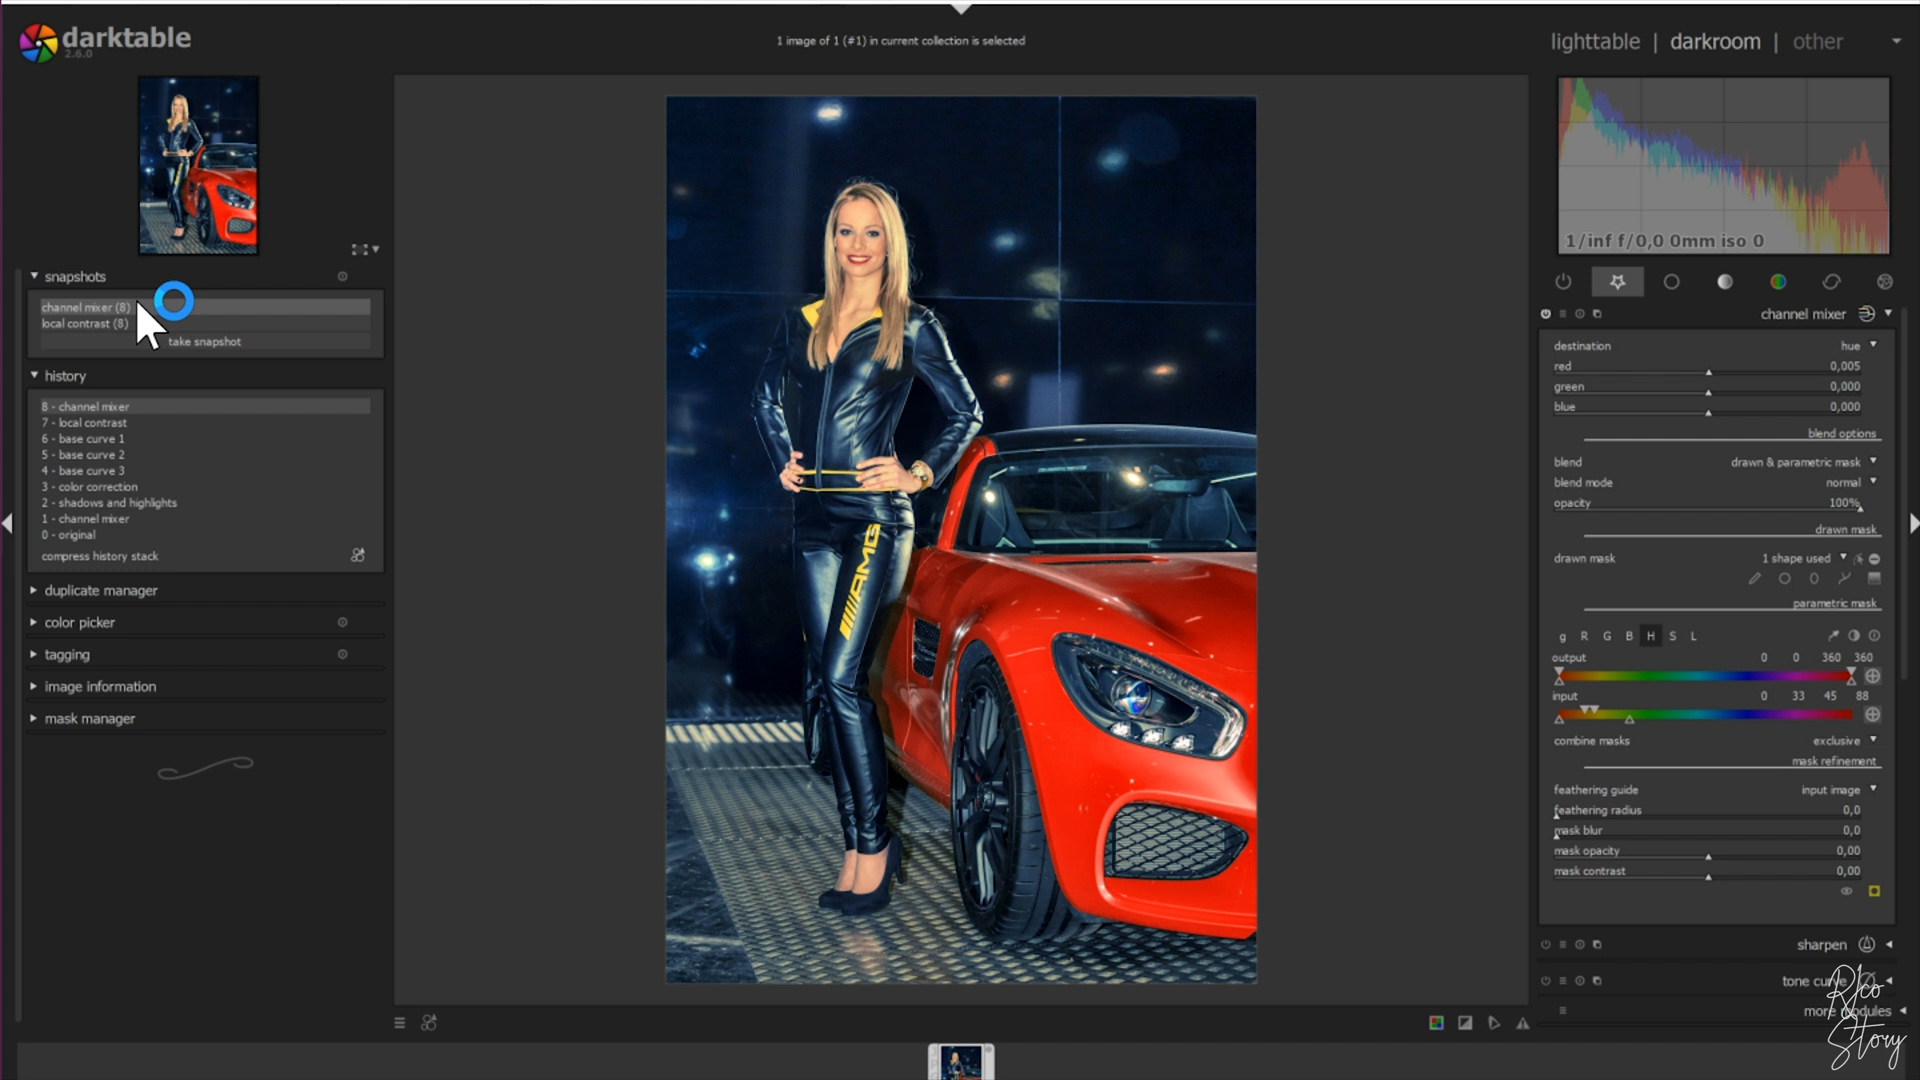 darktable
2.6.0
1 image of 1 (#1) in current collection is selected
lighttable | darkroom | other
1/inf f/0,0 0mm iso 0
snapshots
channel mixer (8)
local contrast (8)
take snapshot
history
8 - channel mixer
7 - local contrast
6 - base curve 1
5 - base curve 2
4 - base curve 3
3 - color correction
2 - shadows and highlights
1 - channel mixer
0 - original
compress history stack
duplicate manager
color picker
tagging
image information
mask manager
AMG
channel mixer
destination hue
red 0,005
green 0,000
blue 0,000
blend options
blend drawn & parametric mask
blend mode normal
opacity 100%
drawn mask
drawn mask 1 shape used
parametric mask
g R G B H S L
output 0 0 360 360
input 0 33 45 88
combine masks exclusive
mask refinement
feathering guide input image
feathering radius 0,0
mask blur 0,0
mask opacity 0,00
mask contrast 0,00
sharpen
tone curve
more modules
Rico
Story